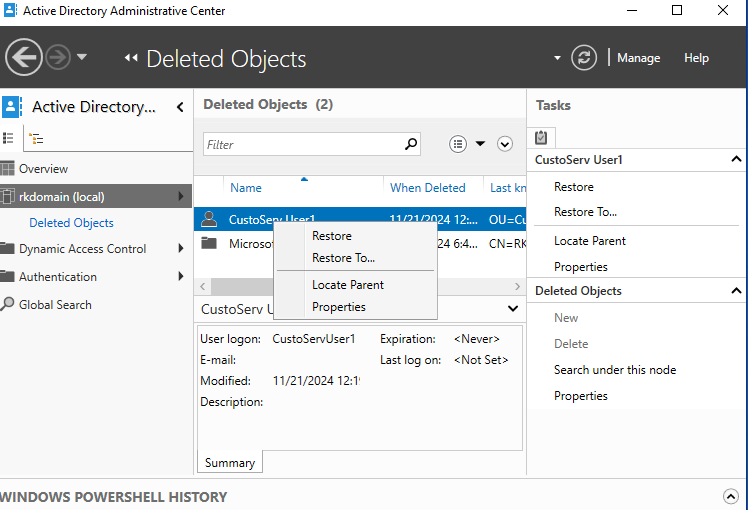 Active Directory Administrative Center
Deleted Objects
Manage
Help
Active Directory...
Overview
rkdomain (local)
Deleted Objects
Dynamic Access Control
Authentication
Global Search
Deleted Objects (2)
Filter
Name When Deleted Last kn
CustoServ User1 11/21/2024 12:... OU=Cu
Microsof 2024 6:4... CN=RK
Restore
Restore To...
Locate Parent
Properties
CustoServ U
User logon: CustoServUser1 Expiration: <Never>
E-mail: Last log on: <Not Set>
Modified: 11/21/2024 12:19
Description:
Summary
Tasks
CustoServ User1
Restore
Restore To...
Locate Parent
Properties
Deleted Objects
New
Delete
Search under this node
Properties
WINDOWS POWERSHELL HISTORY